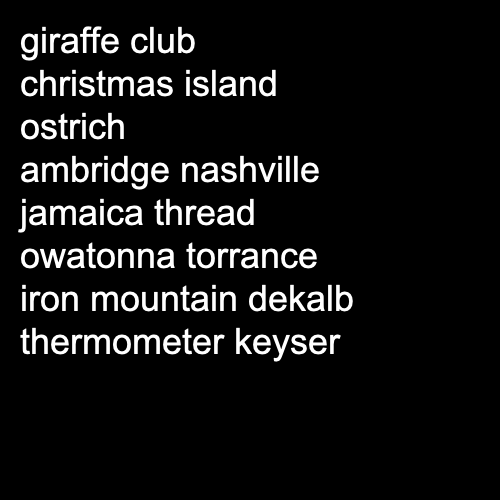 giraffe club
christmas island
ostrich
ambridge nashville
jamaica thread
owatonna torrance
iron mountain dekalb
thermometer keyser